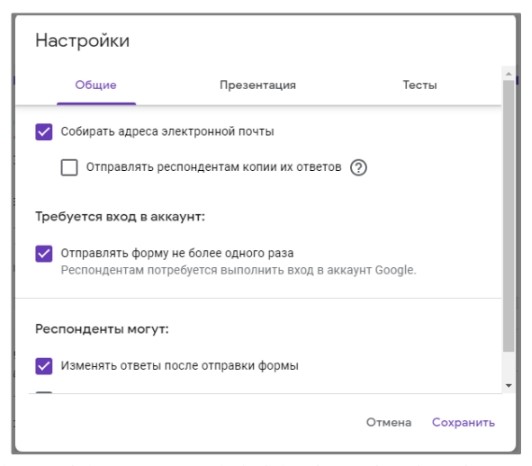 Настройки
Общие Презентация Тесты
Собирать адреса электронной почты
Отправлять респондентам копии их ответов ?
Требуется вход в аккаунт:
Отправлять форму не более одного раза
Респондентам потребуется выполнить вход в аккаунт Google.
Респонденты могут:
Изменять ответы после отправки формы
Отмена Сохранить